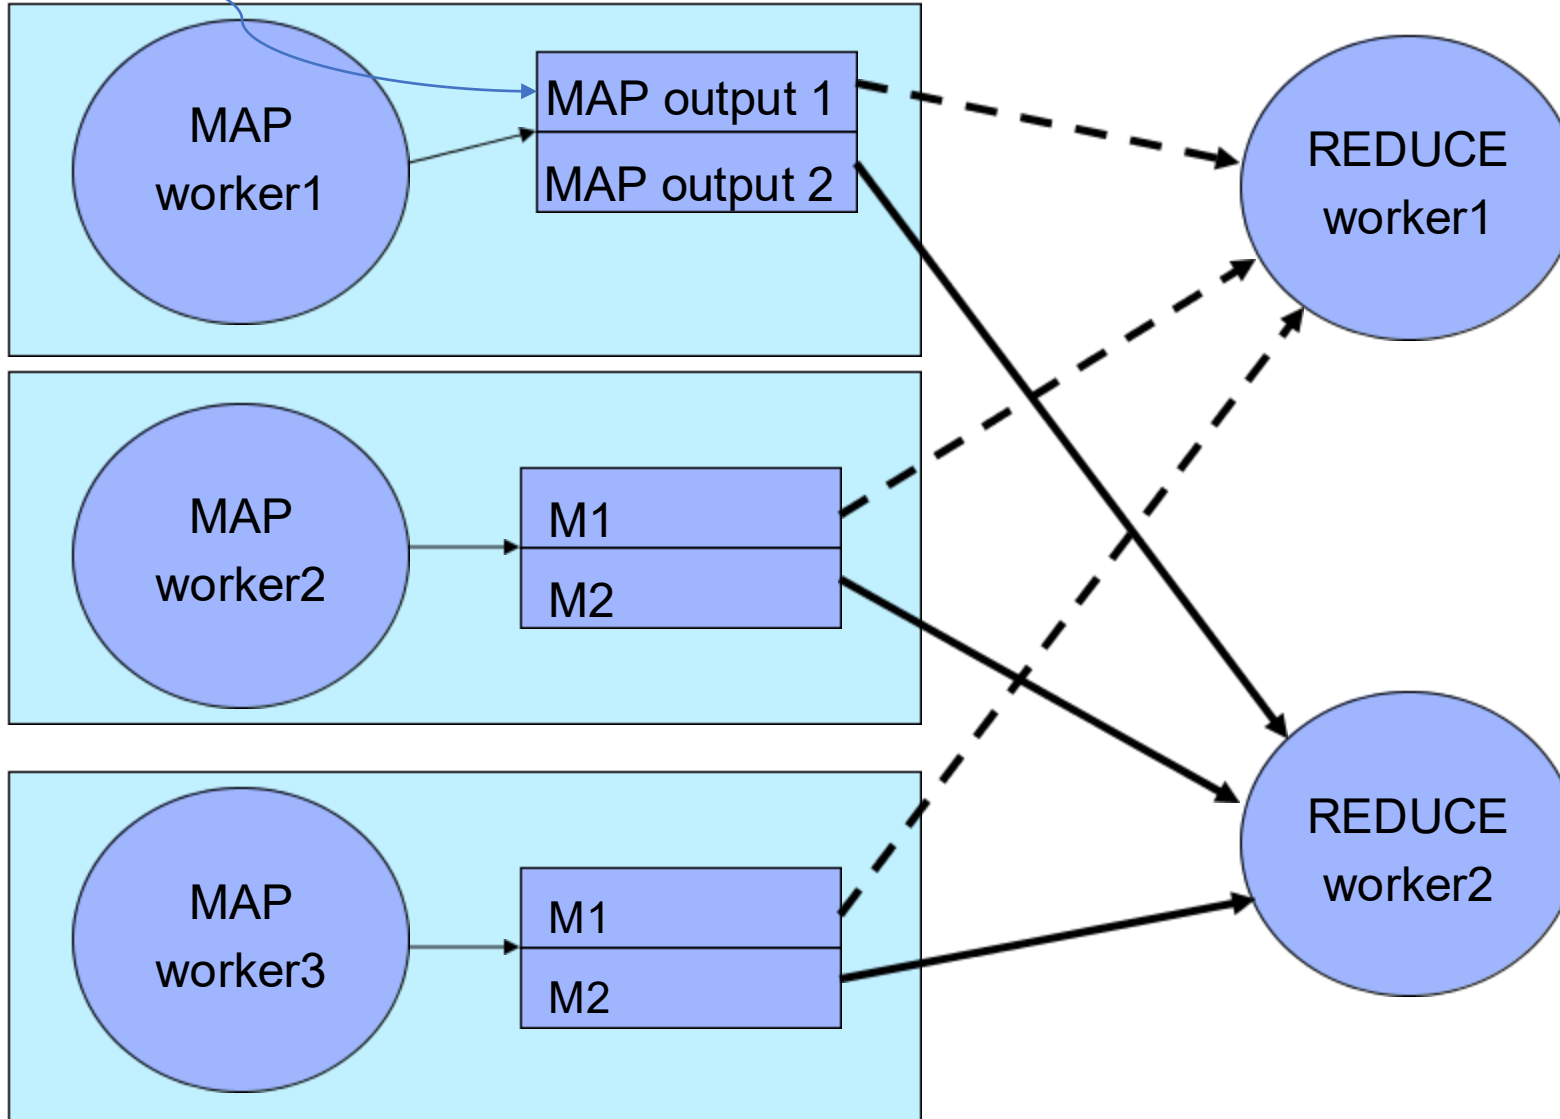 MAP
worker1
MAP output 1
MAP output 2
REDUCE
worker1
MAP
worker2
M1
M2
MAP
worker3
M1
M2
REDUCE
worker2